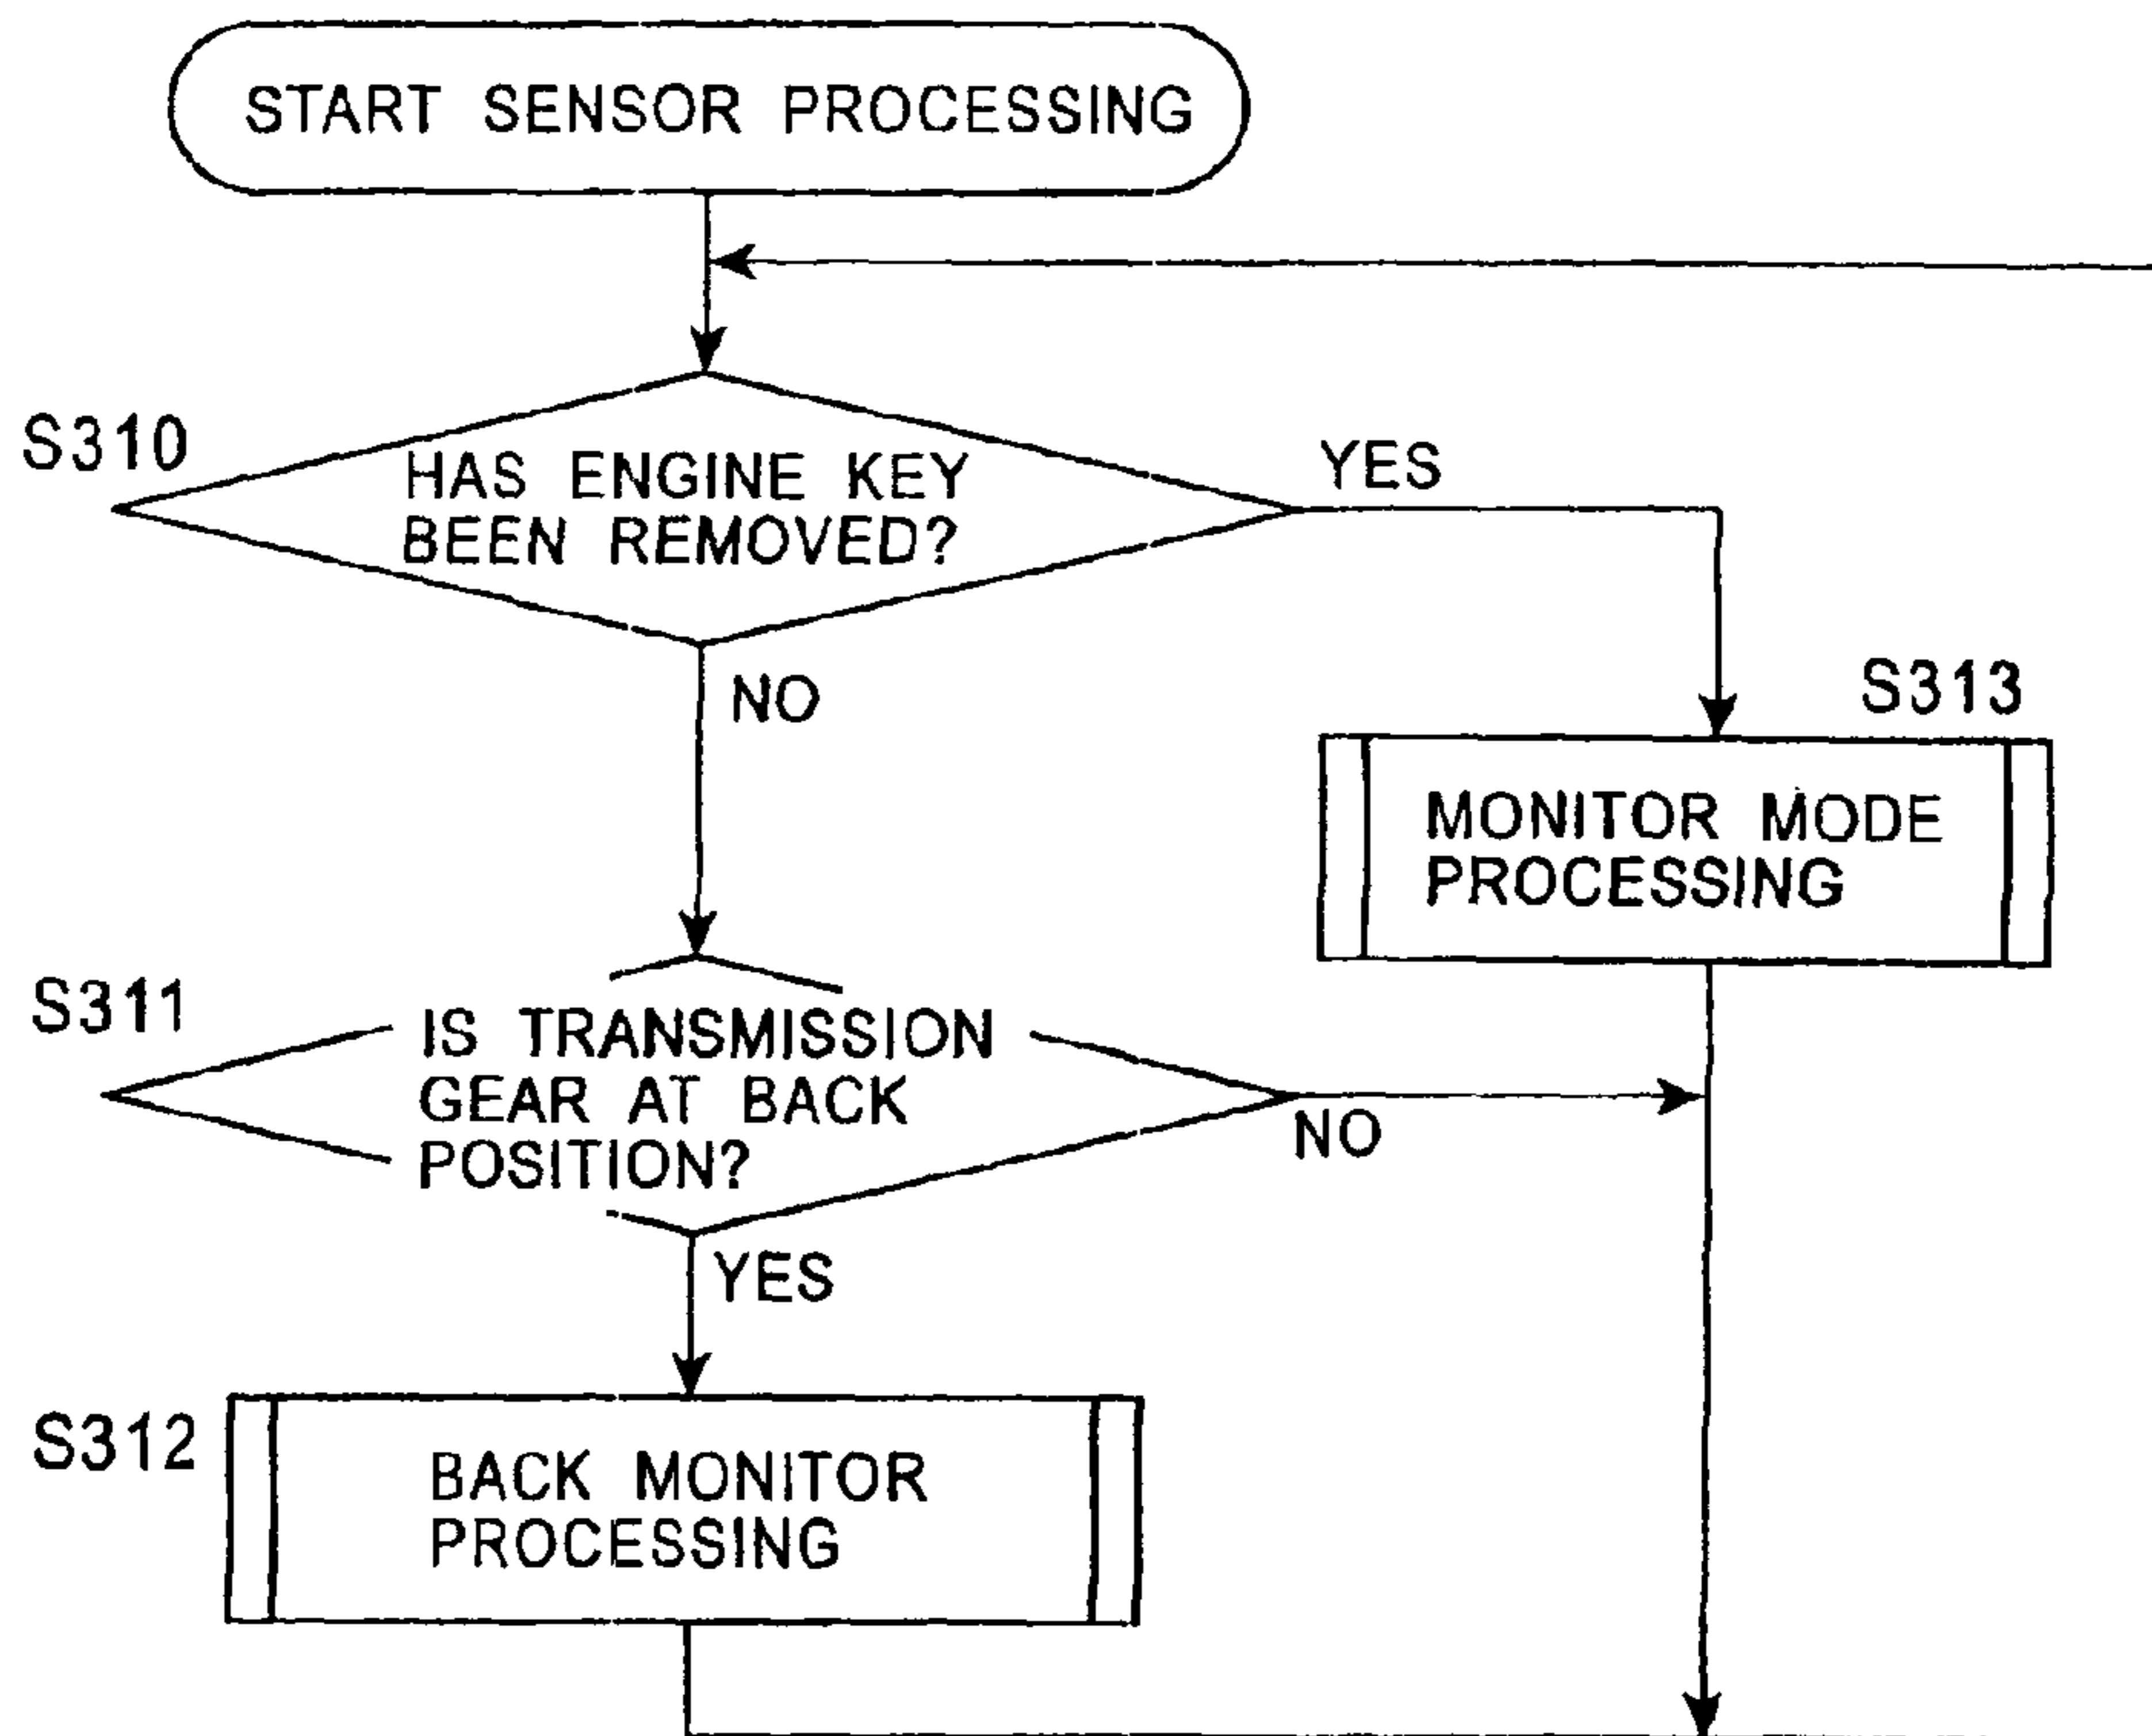 START SENSOR PROCESSING
S310
HAS ENGINE KEY
BEEN REMOVED?
YES
NO
S313
MONITOR MODE
PROCESSING
S311
IS TRANSMISSION
GEAR AT BACK
POSITION?
NO
YES
S312
BACK MONITOR
PROCESSING